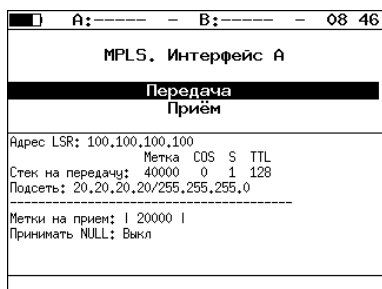 A:----- - B:----- - 08 46
MPLS. Интерфейс A
Передача
Приём
Адрес LSR: 100.100.100.100
Метка COS S TTL
Стек на передачу: 40000 0 1 128
Подсеть: 20.20.20.20/255.255.255.0
-----------------------------------------------
Метки на прием: | 20000 |
Принимать NULL: Выкл